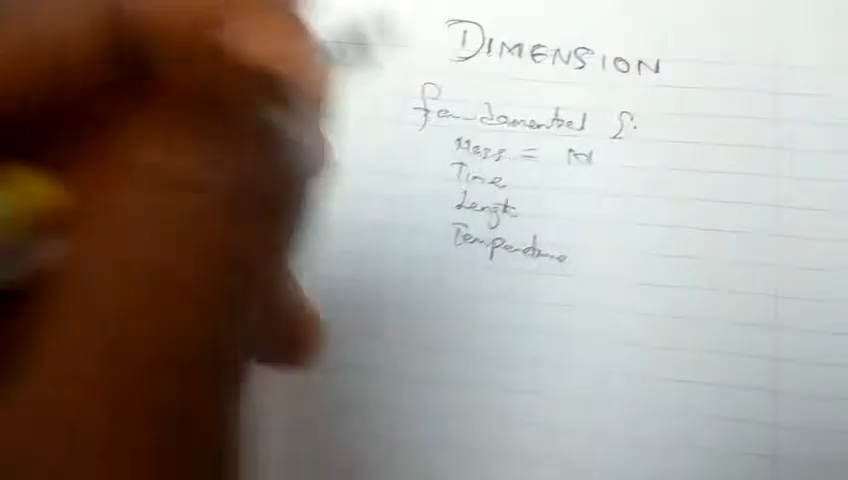 DIMENSION
fundamental
Mass = M
Time
Length
Temperature